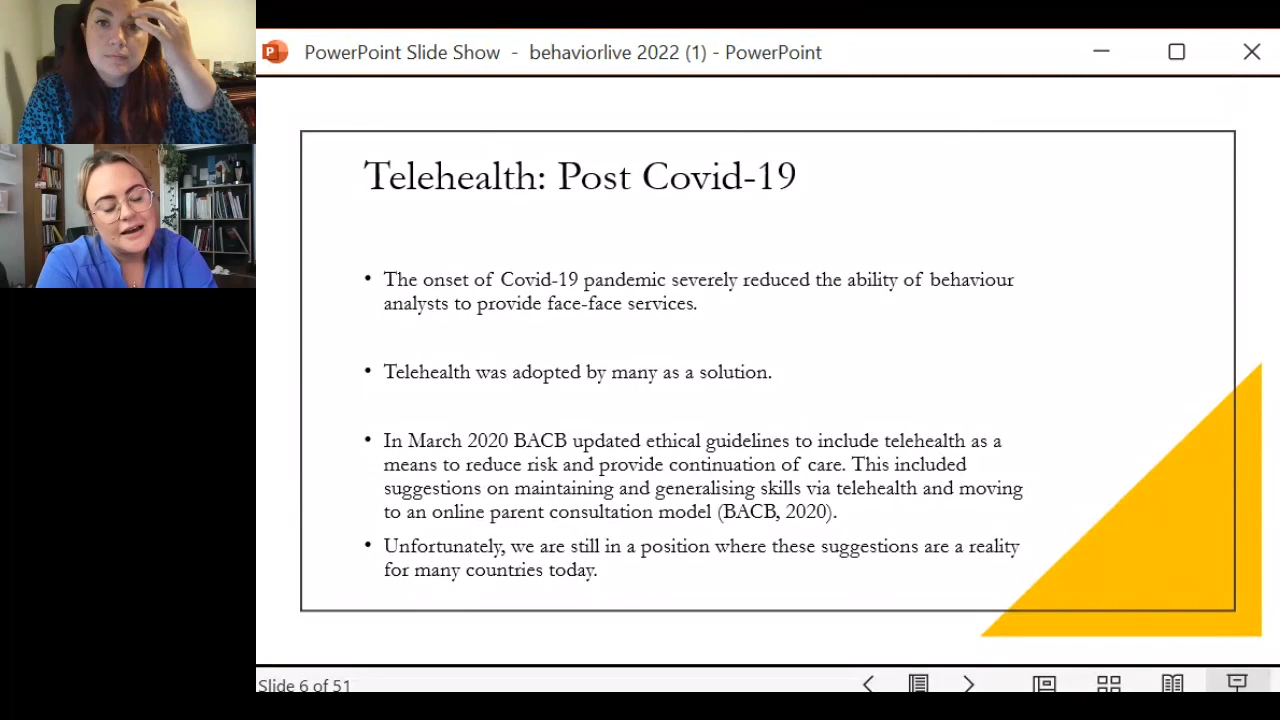 PowerPoint Slide Show - behaviorlive 2022 (1) - PowerPoint
Telehealth: Post Covid-19
• The onset of Covid-19 pandemic severely reduced the ability of behaviour
analysts to provide face-face services.
• Telehealth was adopted by many as a solution.
• In March 2020 BACB updated ethical guidelines to include telehealth as a
means to reduce risk and provide continuation of care. This included
suggestions on maintaining and generalising skills via telehealth and moving
to an online parent consultation model (BACB, 2020).
• Unfortunately, we are still in a position where these suggestions are a reality
for many countries today.
Slide 6 of 51